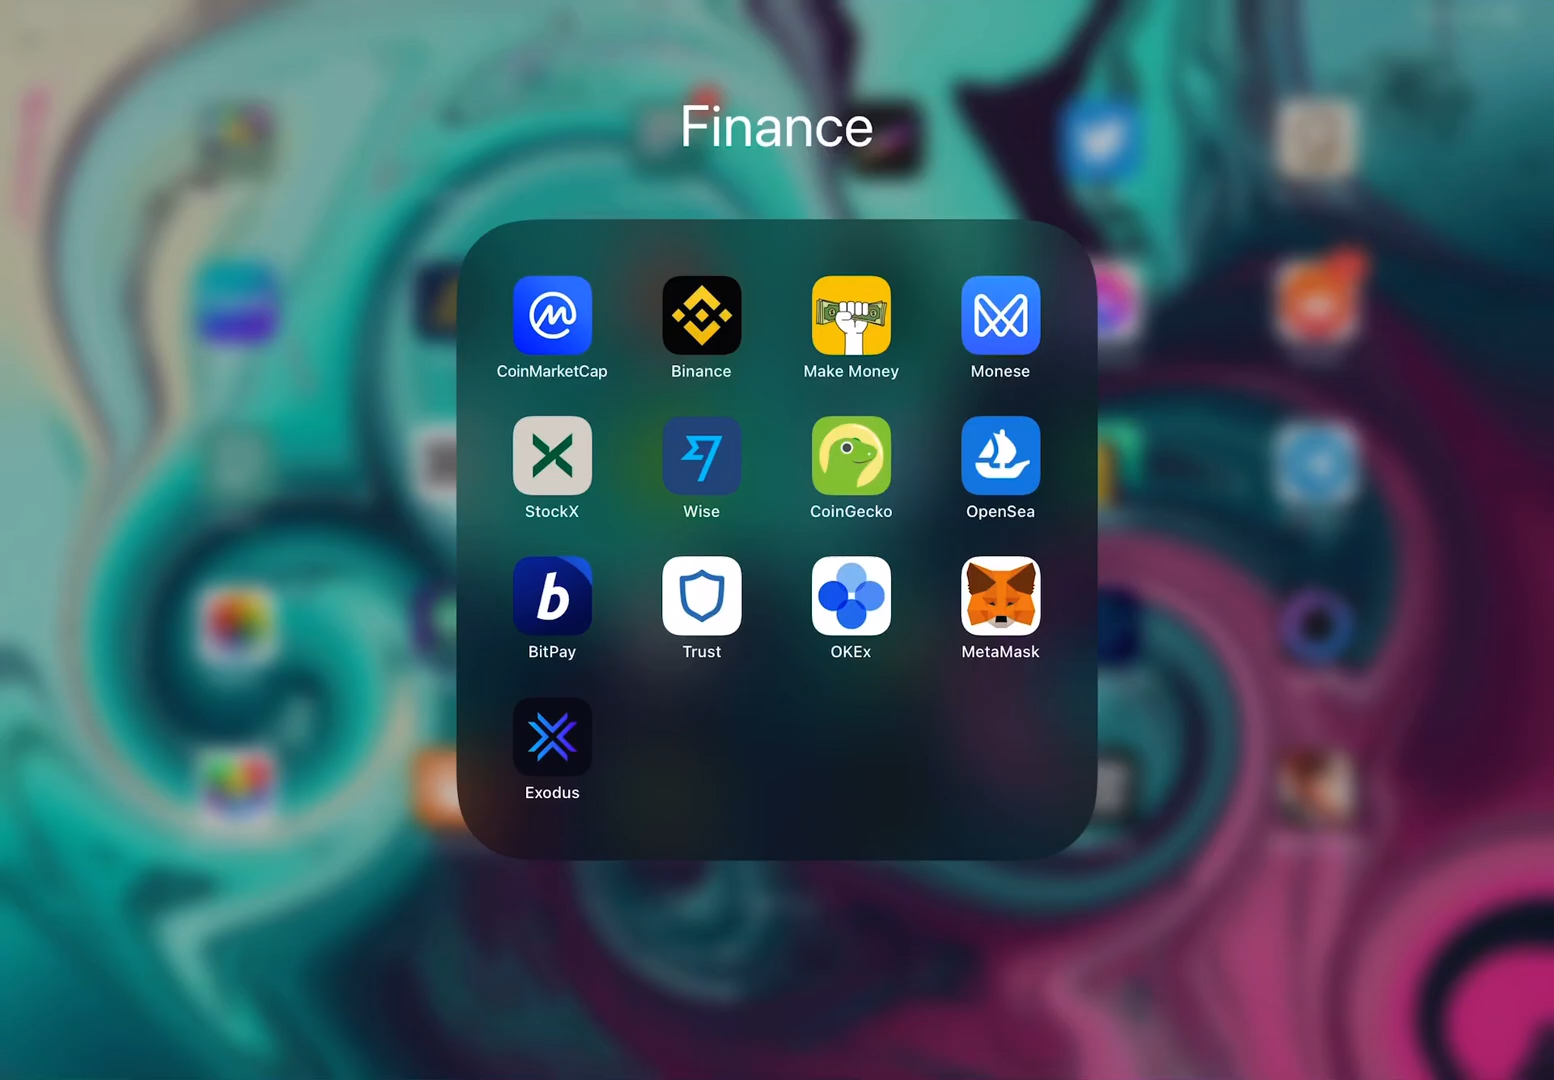 Finance
CoinMarketCap
Binance
Make Money
Monese
StockX
Wise
CoinGecko
OpenSea
b
BitPay
Trust
OKEx
MetaMask
Exodus